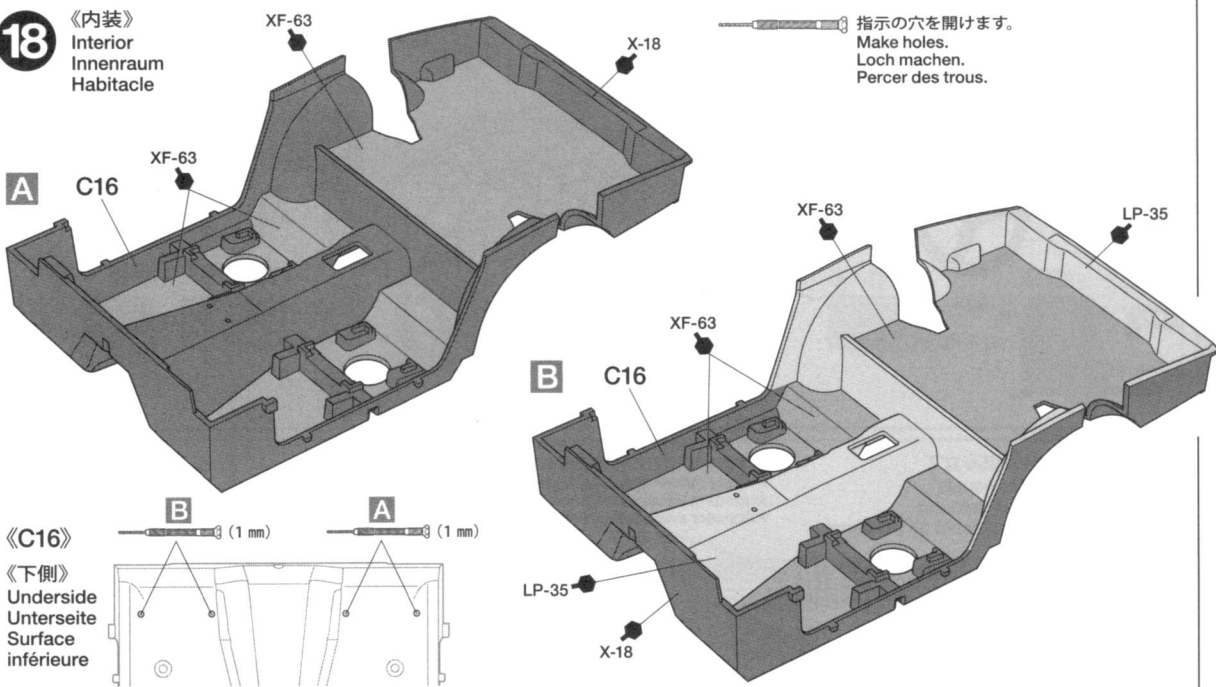 18
《内装》
Interior
Innenraum
Habitacle
指示の穴を開けます。
Make holes.
Loch machen.
Percer des trous.
XF-63
X-18
XF-63
A
C16
XF-63
LP-35
XF-63
B
C16
LP-35
X-18
《C16》
《下側》
Underside
Unterseite
Surface
inférieure
B
(1 mm)
A
(1 mm)